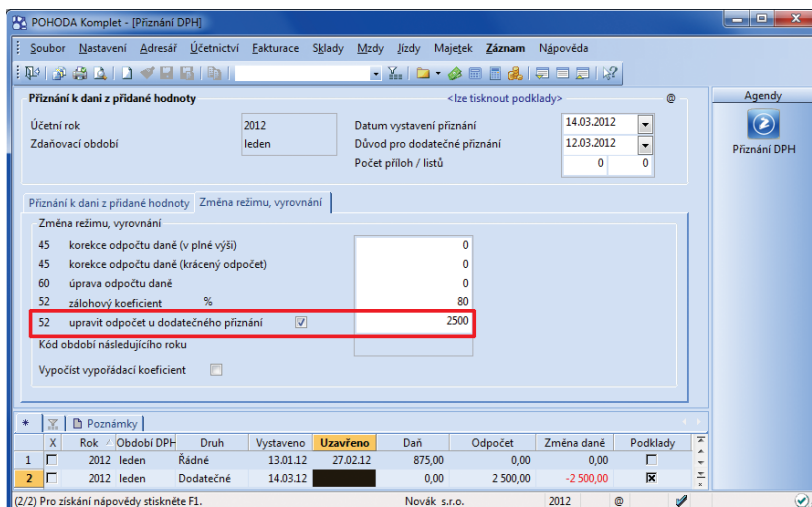 POHODA Komplet - [Přiznání DPH]
Soubor Nastavení Adresář Účetnictví Fakturace Sklady Mzdy Jízdy Majetek Záznam Nápověda
Přiznání k dani z přidané hodnoty <lze tisknout podklady> @
Účetní rok 2012 Datum vystavení přiznání 14.03.2012
Zdaňovací období leden Důvod pro dodatečné přiznání 12.03.2012
Počet příloh / listů 0 0
Agendy
Přiznání DPH
Přiznání k dani z přidané hodnoty Změna režimu, vyrovnání
Změna režimu, vyrovnání
45 korekce odpočtu daně (v plné výši) 0
45 korekce odpočtu daně (krácený odpočet) 0
60 úprava odpočtu daně 0
52 zálohový koeficient % 80
52 upravit odpočet u dodatečného přiznání 2500
Kód období následujícího roku
Vypočíst vypořádací koeficient
* Poznámky
X Rok Období DPH Druh Vystaveno Uzavřeno Daň Odpočet Změna daně Podklady
1 2012 leden Řádné 13.01.12 27.02.12 875,00 0,00 0,00
2 2012 leden Dodatečné 14.03.12 0,00 2 500,00 -2 500,00
(2/2) Pro získání nápovědy stiskněte F1. Novák s.r.o. 2012 @